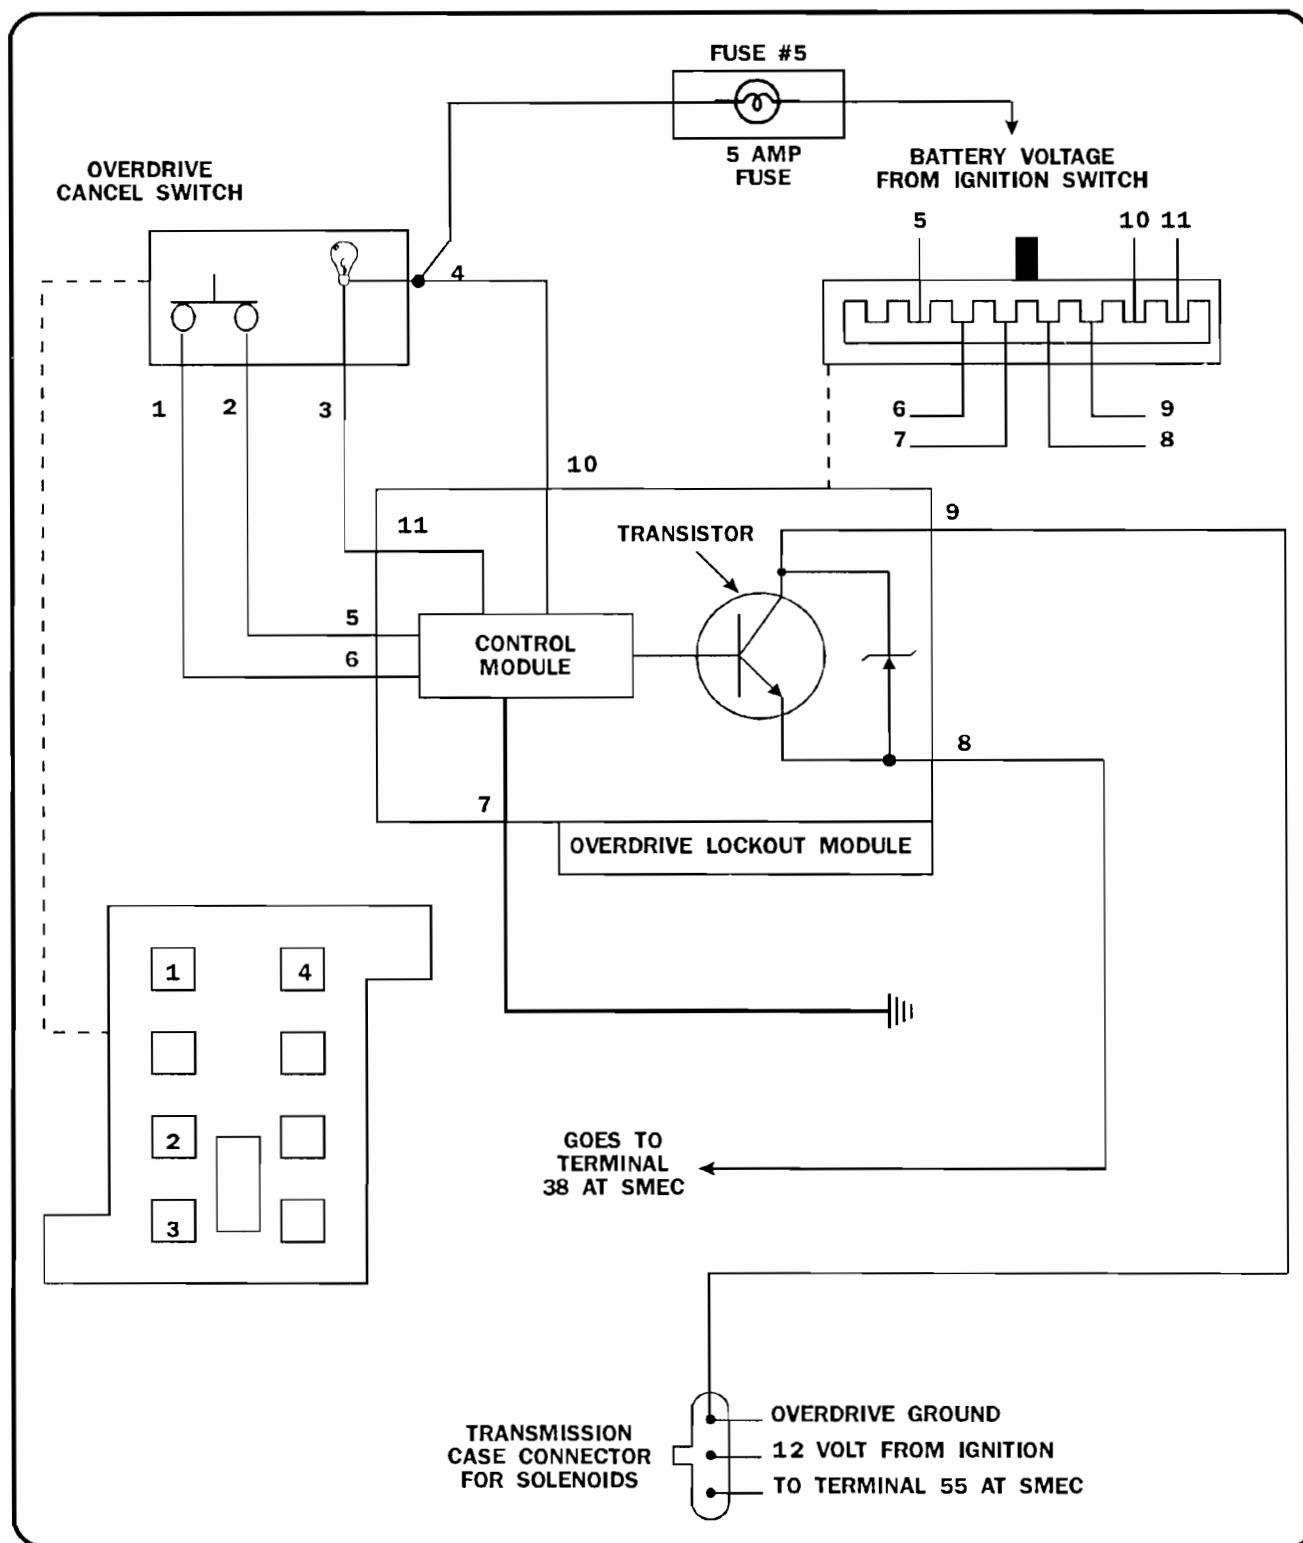 FUSE #5
5 AMP
FUSE
BATTERY VOLTAGE
FROM IGNITION SWITCH
OVERDRIVE
CANCEL SWITCH
4
5
10
11
6
7
9
8
1
2
3
10
11
TRANSISTOR
9
5
6
CONTROL
MODULE
8
7
OVERDRIVE LOCKOUT MODULE
1
4
2
3
GOES TO
TERMINAL
38 AT SMEC
TRANSMISSION
CASE CONNECTOR
FOR SOLENOIDS
OVERDRIVE GROUND
12 VOLT FROM IGNITION
TO TERMINAL 55 AT SMEC